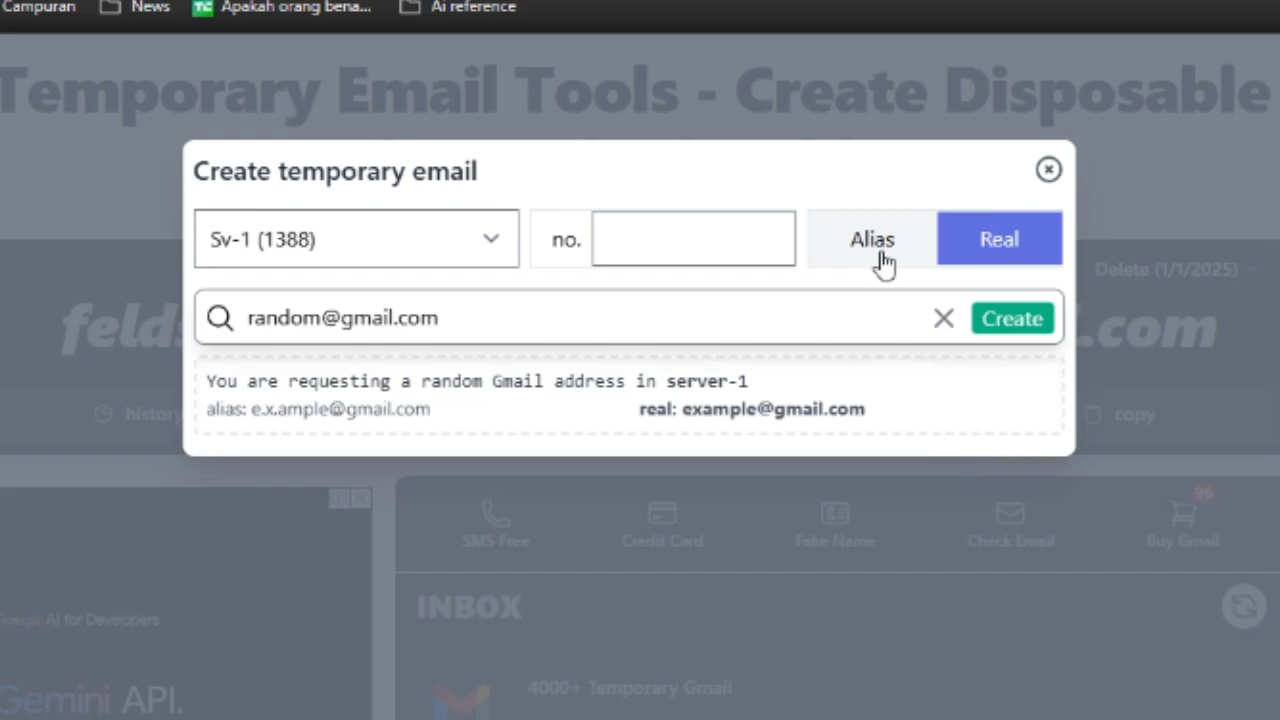 Campuran News Apakah orang bena... Ai reference
Temporary Email Tools - Create Disposable
Create temporary email
Sv-1 (1388) no. Alias Real
Delete (1/1/2025)
random@gmail.com Create
.com
You are requesting a random Gmail address in server-1
alias: e.x.ample@gmail.com real: example@gmail.com
history copy
SMS Free Credit Card Fake Name Check Email Buy Gmail
96
INBOX
Google AI for Developers
4000+ Temporary Gmail
Gemini API.